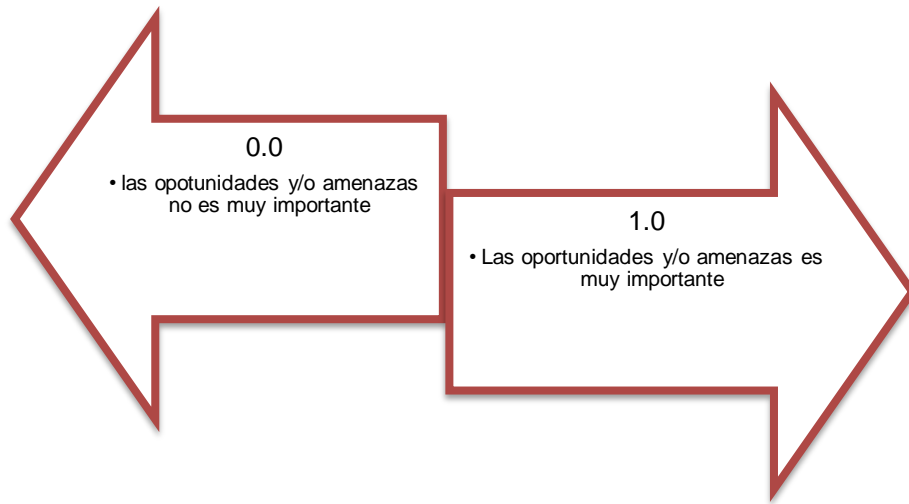 0.0
• las opotunidades y/o amenazas
no es muy importante
1.0
• Las oportunidades y/o amenazas es
muy importante